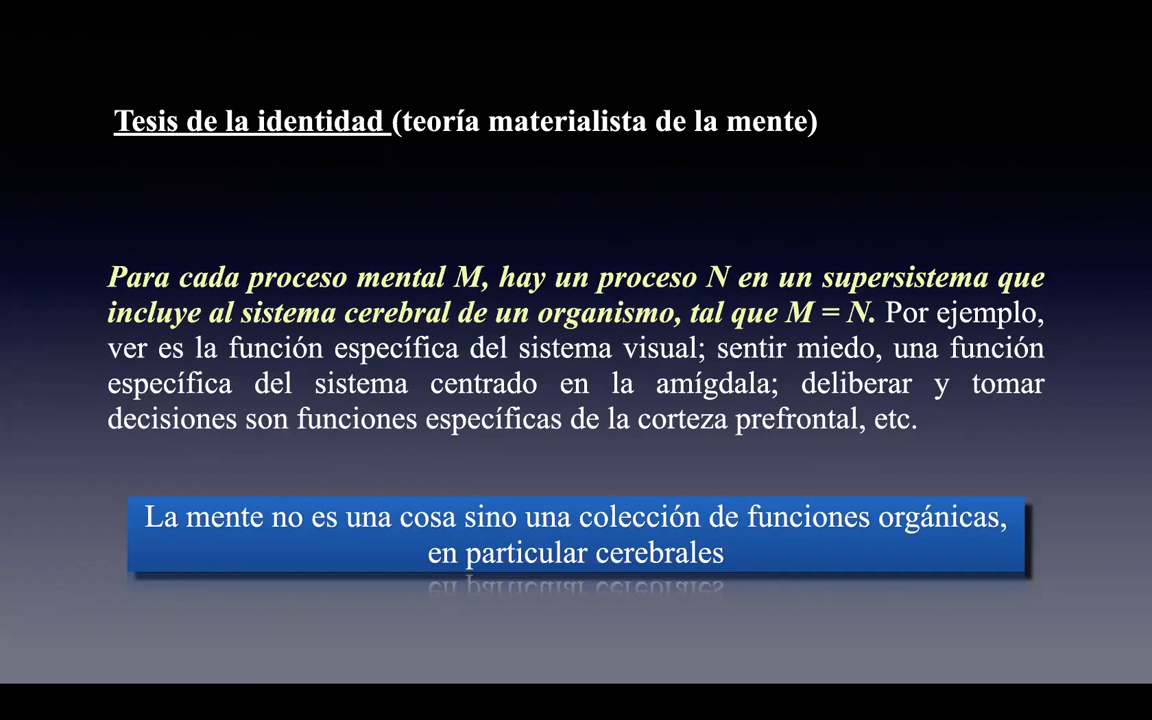 Tesis de la identidad (teoría materialista de la mente)
Para cada proceso mental M, hay un proceso N en un supersistema que
incluye al sistema cerebral de un organismo, tal que M = N. Por ejemplo,
ver es la función específica del sistema visual; sentir miedo, una función
específica del sistema centrado en la amígdala; deliberar y tomar
decisiones son funciones específicas de la corteza prefrontal, etc.
La mente no es una cosa sino una colección de funciones orgánicas,
en particular cerebrales